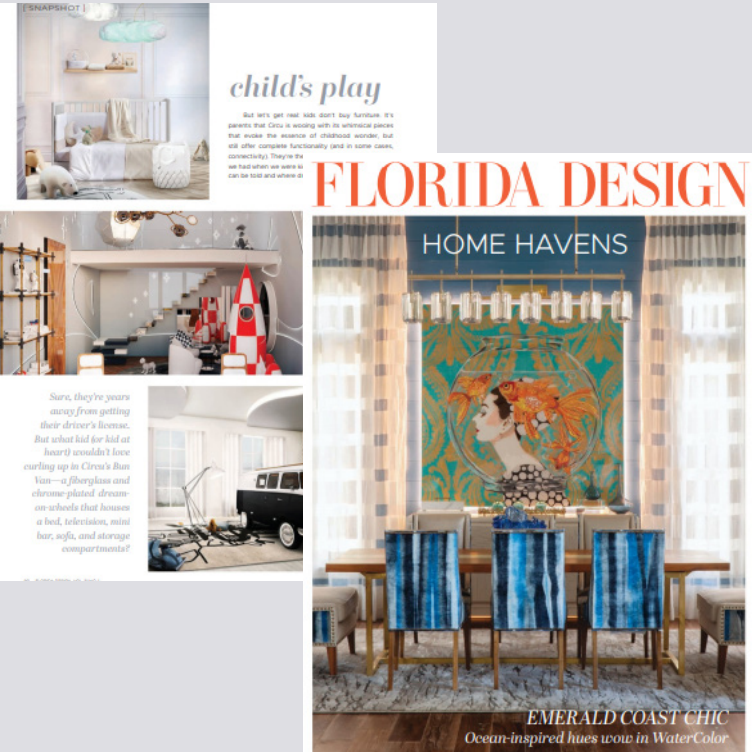 [ SNAPSHOT ]
child's play
But let's get real kids don't buy furniture. It's
parents that Circu is wooing with its whimsical pieces
that evoke the essence of childhood wonder, but
still offer complete functionality (and in some cases,
connectivity). They're the
we had when we were
can be told and where
Sure, they're years
away from getting
their driver's license.
But what kid (or kid at
heart) wouldn't love
curling up in Circu's Bun
Van—a fiberglass and
chrome-plated dream-
on-wheels that houses
a bed, television, mini
bar, sofa, and storage
compartments?
FLORIDA DESIGN
HOME HAVENS
EMERALD COAST CHIC
Ocean-inspired hues wow in WaterColor